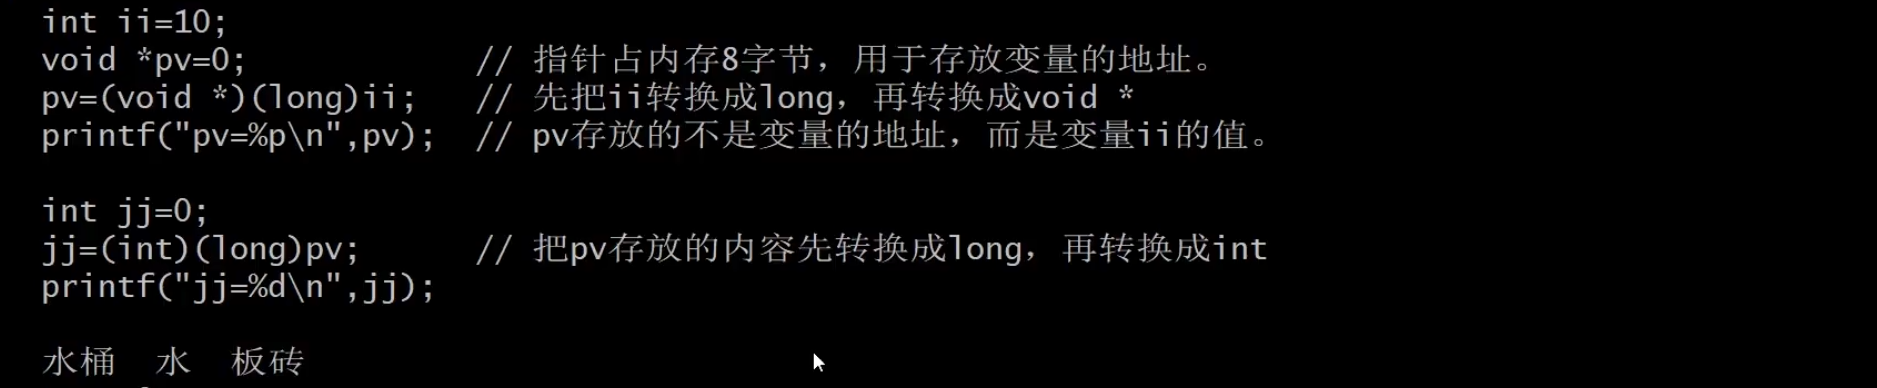 int ii=10;
void *pv=0; // 指针占内存8字节，用于存放变量的地址。
pv=(void *)(long)ii; // 先把ii转换成long，再转换成void *
printf("pv=%p\n",pv); // pv存放的不是变量的地址，而是变量ii的值。
int jj=0;
jj=(int)(long)pv; // 把pv存放的内容先转换成long，再转换成int
printf("jj=%d\n",jj);
水桶 水 板砖